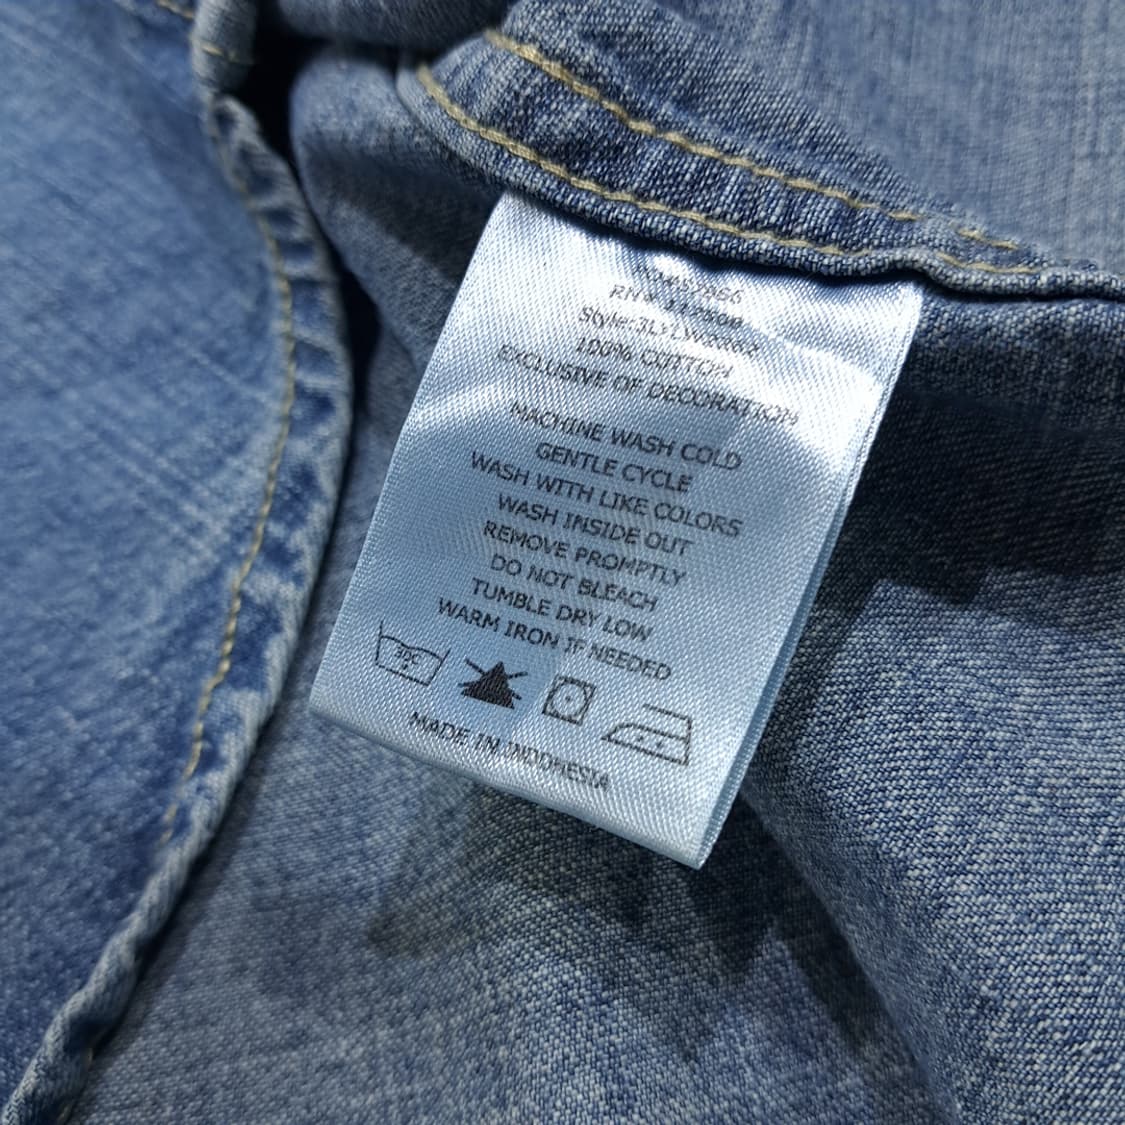 100% COTTON
EXCLUSIVE OF DECORATION
MACHINE WASH COLD
GENTLE CYCLE
WASH WITH LIKE COLORS
WASH INSIDE OUT
REMOVE PROMPTLY
DO NOT BLEACH
TUMBLE DRY LOW
WARM IRON IF NEEDED
MADE IN INDONESIA